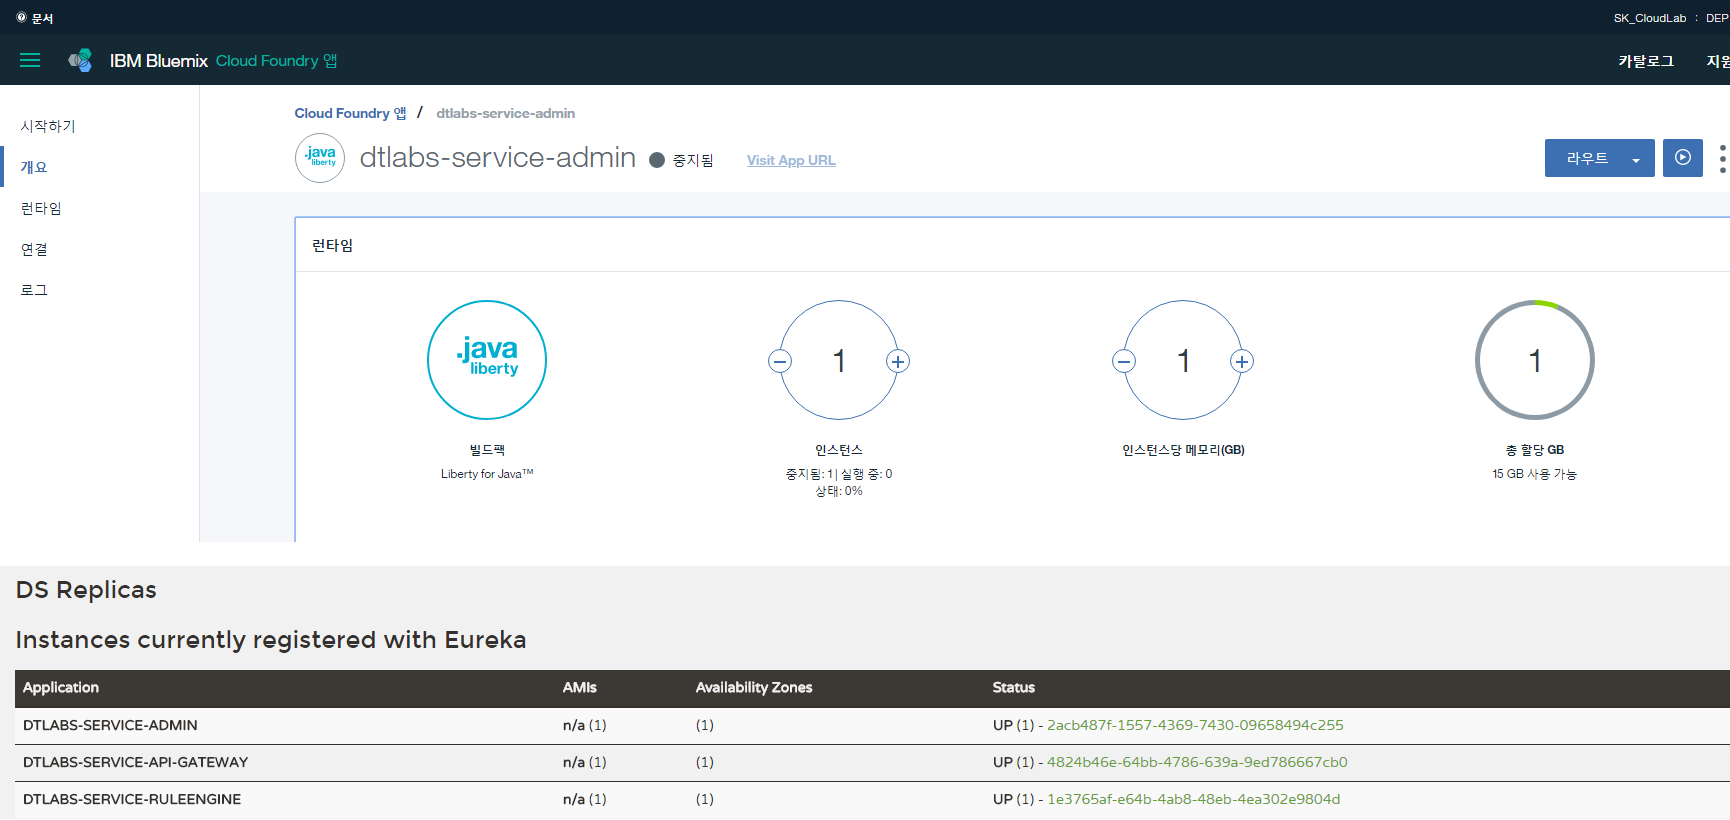 문서
SK_CloudLab : DEP
IBM Bluemix Cloud Foundry 앱
카탈로그 지원
시작하기
개요
런타임
연결
로그
Cloud Foundry 앱 / dtlabs-service-admin
.java liberty
dtlabs-service-admin 중지됨 Visit App URL
라우트
런타임
.java
liberty
1
1
1
빌드팩
Liberty for Java™
인스턴스
중지됨: 1 | 실행 중: 0
상태: 0%
인스턴스당 메모리(GB)
총 할당 GB
15 GB 사용 가능
DS Replicas
Instances currently registered with Eureka
Application AMIs Availability Zones Status
DTLABS-SERVICE-ADMIN n/a (1) (1) UP (1) - 2acb487f-1557-4369-7430-09658494c255
DTLABS-SERVICE-API-GATEWAY n/a (1) (1) UP (1) - 4824b46e-64bb-4786-639a-9ed786667cb0
DTLABS-SERVICE-RULEENGINE n/a (1) (1) UP (1) - 1e3765af-e64b-4ab8-48eb-4ea302e9804d